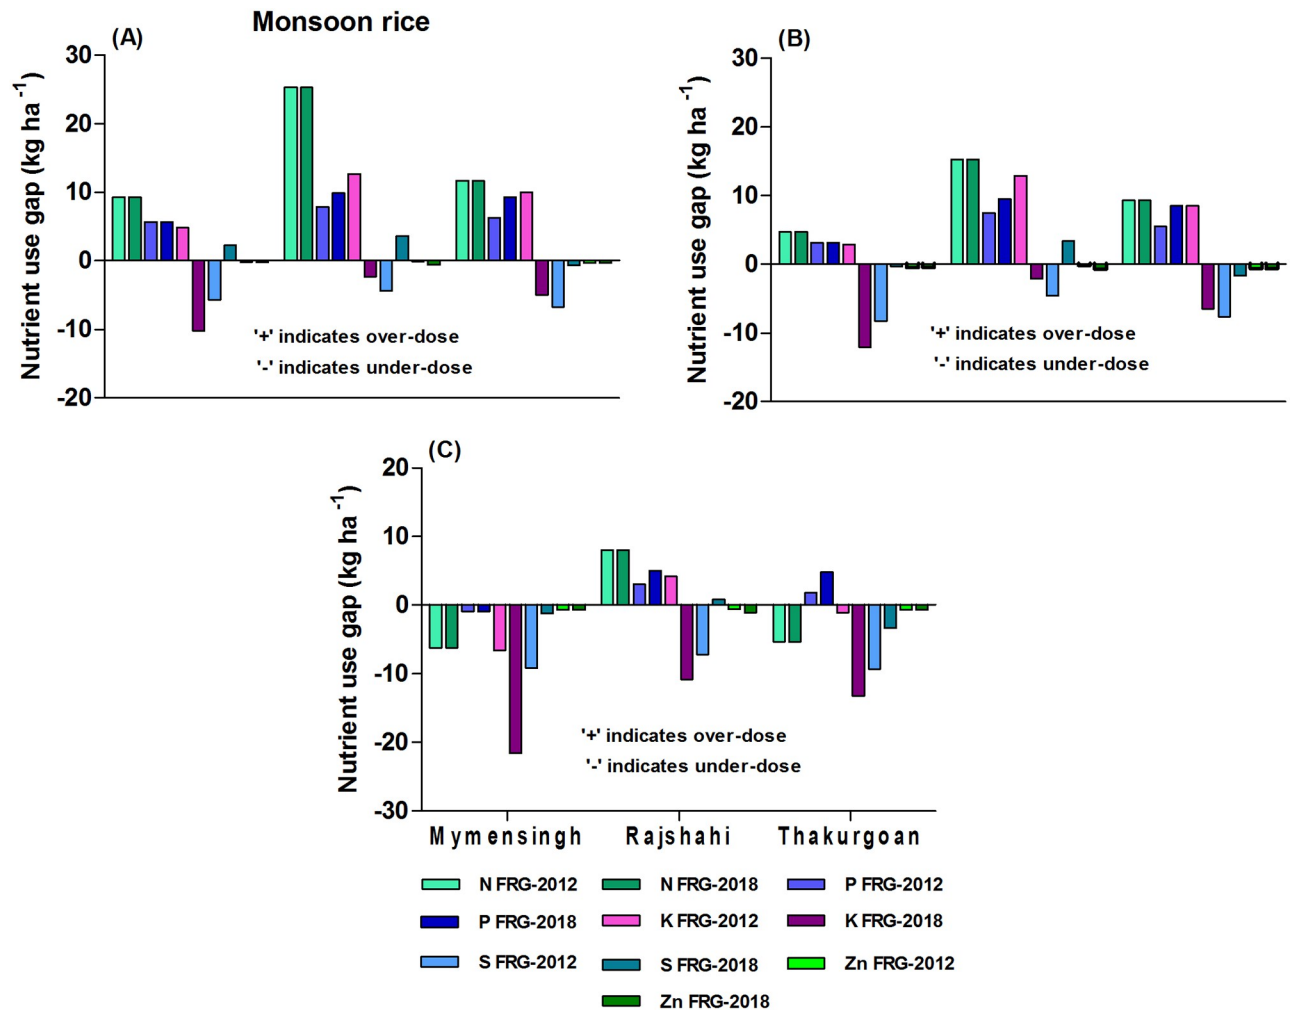 Monsoon rice
(A)
30
20
10
0
-10
-20
Nutrient use gap (kg ha -1)
'+' indicates over-dose
'-' indicates under-dose
(B)
30
20
10
0
-10
-20
Nutrient use gap (kg ha -1)
'+' indicates over-dose
'-' indicates under-dose
(C)
20
10
0
-10
-20
-30
Nutrient use gap (kg ha -1)
'+' indicates over-dose
'-' indicates under-dose
Mymensingh Rajshahi Thakurgoan
N FRG-2012 N FRG-2018 P FRG-2012
P FRG-2018 K FRG-2012 K FRG-2018
S FRG-2012 S FRG-2018 Zn FRG-2012
Zn FRG-2018